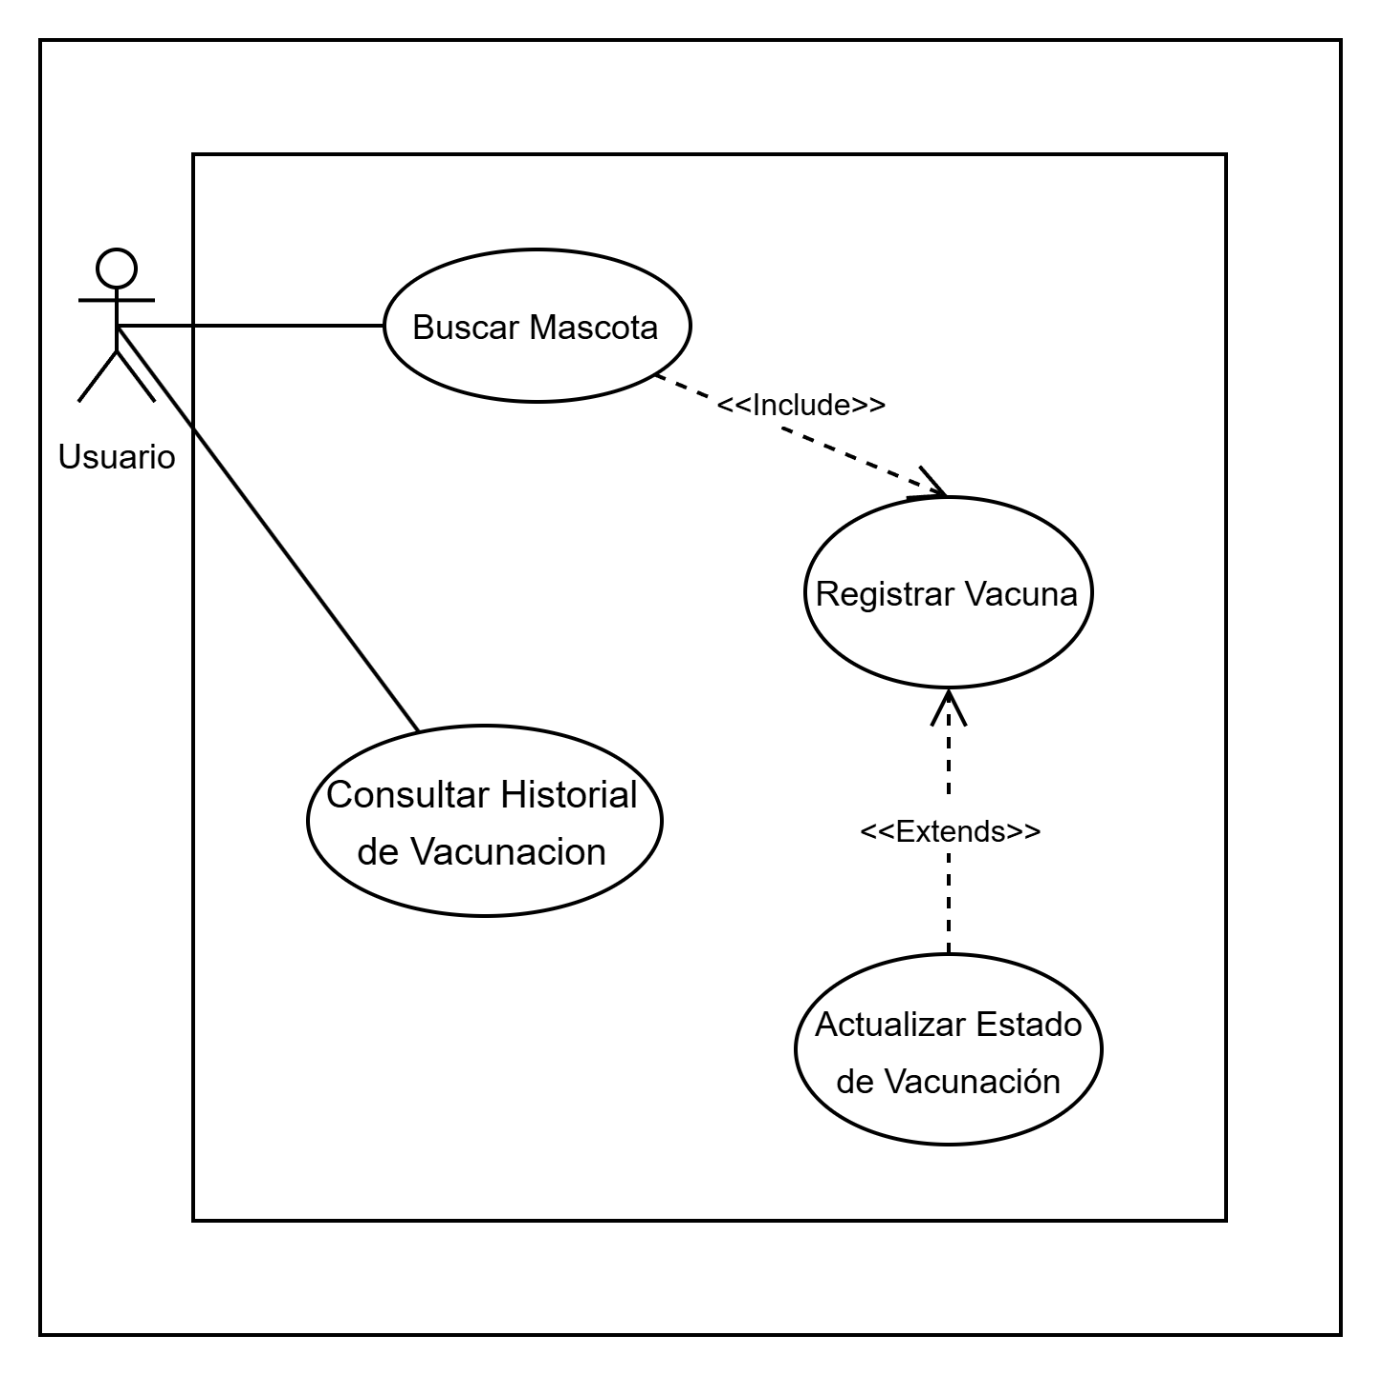 Buscar Mascota
<<Include>>
Usuario
Registrar Vacuna
Consultar Historial
de Vacunacion
<<Extends>>
Actualizar Estado
de Vacunación